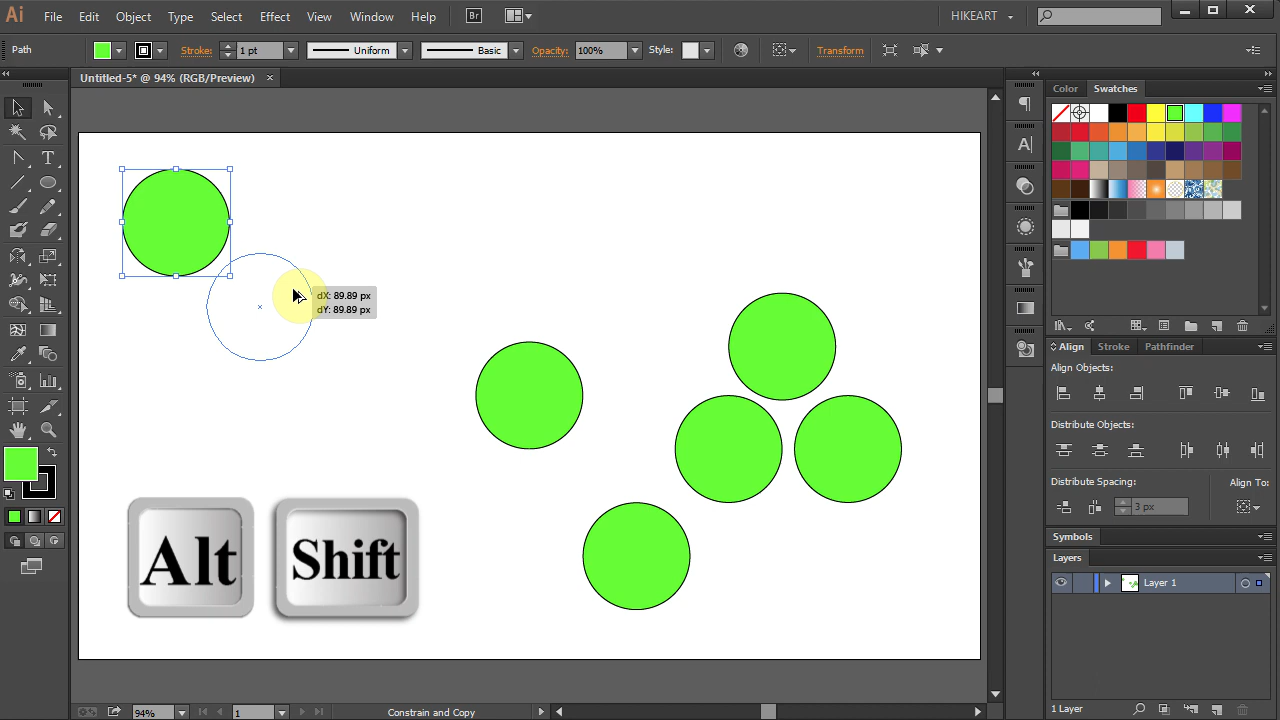 Ai File Edit Object Type Select Effect View Window Help Br HIKEART
Path Stroke: 1 pt Uniform Basic Opacity: 100% Style: Transform
Untitled-5* @ 94% (RGB/Preview)
Color Swatches
dX: 89.89 px
dY: 89.89 px
Align Stroke Pathfinder
Align Objects:
Distribute Objects:
Distribute Spacing: Align To:
3 px
Symbols
Layers
Layer 1
Alt Shift
1 Layer
94% 1 Constrain and Copy